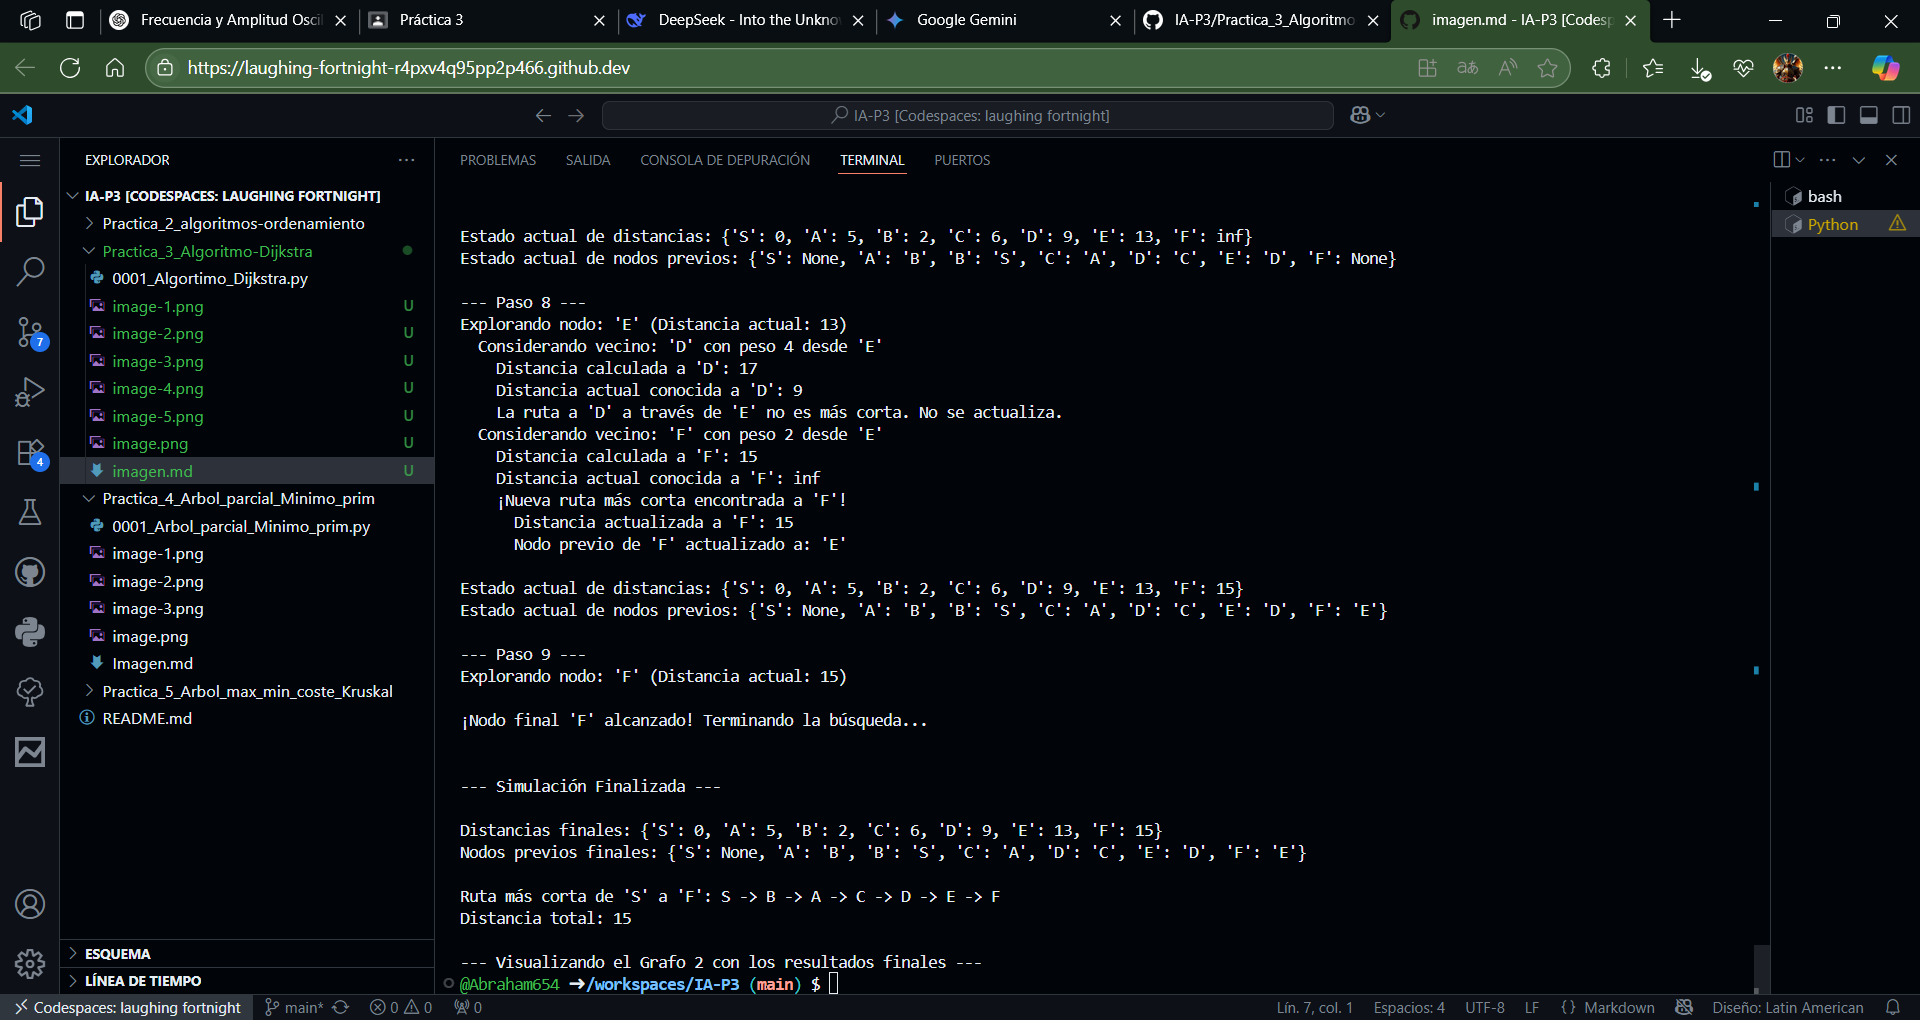 Frecuencia y Amplitud Oscil
Práctica 3
DeepSeek - Into the Unkno
Google Gemini
IA-P3/Practica_3_Algoritmo
imagen.md - IA-P3 [Codesp
https://laughing-fortnight-r4pxv4q95pp2p466.github.dev
IA-P3 [Codespaces: laughing fortnight]
EXPLORADOR
IA-P3 [CODESPACES: LAUGHING FORTNIGHT]
Practica_2_algoritmos-ordenamiento
Practica_3_Algoritmo-Dijkstra
0001_Algortimo_Dijkstra.py
image-1.png U
image-2.png U
image-3.png U
image-4.png U
image-5.png U
image.png U
imagen.md U
Practica_4_Arbol_parcial_Minimo_prim
0001_Arbol_parcial_Minimo_prim.py
image-1.png
image-2.png
image-3.png
image.png
Imagen.md
Practica_5_Arbol_max_min_coste_Kruskal
README.md
ESQUEMA
LÍNEA DE TIEMPO
7
4
PROBLEMAS SALIDA CONSOLA DE DEPURACIÓN TERMINAL PUERTOS
Estado actual de distancias: {'S': 0, 'A': 5, 'B': 2, 'C': 6, 'D': 9, 'E': 13, 'F': inf}
Estado actual de nodos previos: {'S': None, 'A': 'B', 'B': 'S', 'C': 'A', 'D': 'C', 'E': 'D', 'F': None}
--- Paso 8 ---
Explorando nodo: 'E' (Distancia actual: 13)
Considerando vecino: 'D' con peso 4 desde 'E'
Distancia calculada a 'D': 17
Distancia actual conocida a 'D': 9
La ruta a 'D' a través de 'E' no es más corta. No se actualiza.
Considerando vecino: 'F' con peso 2 desde 'E'
Distancia calculada a 'F': 15
Distancia actual conocida a 'F': inf
¡Nueva ruta más corta encontrada a 'F'!
Distancia actualizada a 'F': 15
Nodo previo de 'F' actualizado a: 'E'
Estado actual de distancias: {'S': 0, 'A': 5, 'B': 2, 'C': 6, 'D': 9, 'E': 13, 'F': 15}
Estado actual de nodos previos: {'S': None, 'A': 'B', 'B': 'S', 'C': 'A', 'D': 'C', 'E': 'D', 'F': 'E'}
--- Paso 9 ---
Explorando nodo: 'F' (Distancia actual: 15)
¡Nodo final 'F' alcanzado! Terminando la búsqueda...
--- Simulación Finalizada ---
Distancias finales: {'S': 0, 'A': 5, 'B': 2, 'C': 6, 'D': 9, 'E': 13, 'F': 15}
Nodos previos finales: {'S': None, 'A': 'B', 'B': 'S', 'C': 'A', 'D': 'C', 'E': 'D', 'F': 'E'}
Ruta más corta de 'S' a 'F': S -> B -> A -> C -> D -> E -> F
Distancia total: 15
--- Visualizando el Grafo 2 con los resultados finales ---
@Abraham654 ➜/workspaces/IA-P3 (main) $
bash
Python
Codespaces: laughing fortnight main* 0 0 0
Lín. 7, col. 1 Espacios: 4 UTF-8 LF {} Markdown Diseño: Latin American